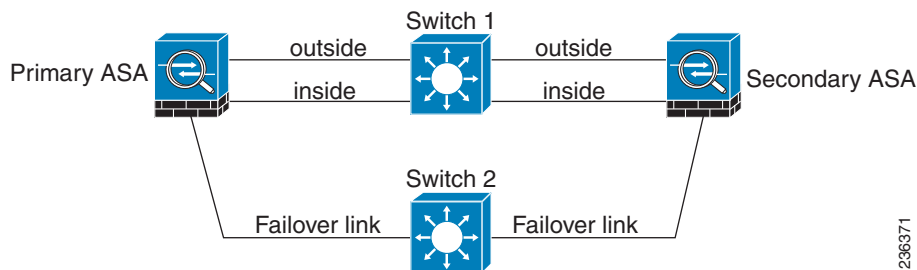 Switch 1
outside
outside
Primary ASA
Secondary ASA
inside
inside
Switch 2
Failover link
Failover link
236371